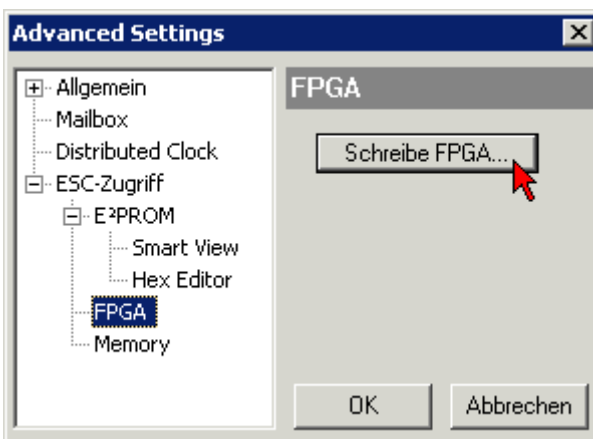 Advanced Settings
Allgemein
Mailbox
Distributed Clock
ESC-Zugriff
E²PROM
Smart View
Hex Editor
FPGA
Memory
FPGA
Schreibe FPGA...
OK
Abbrechen